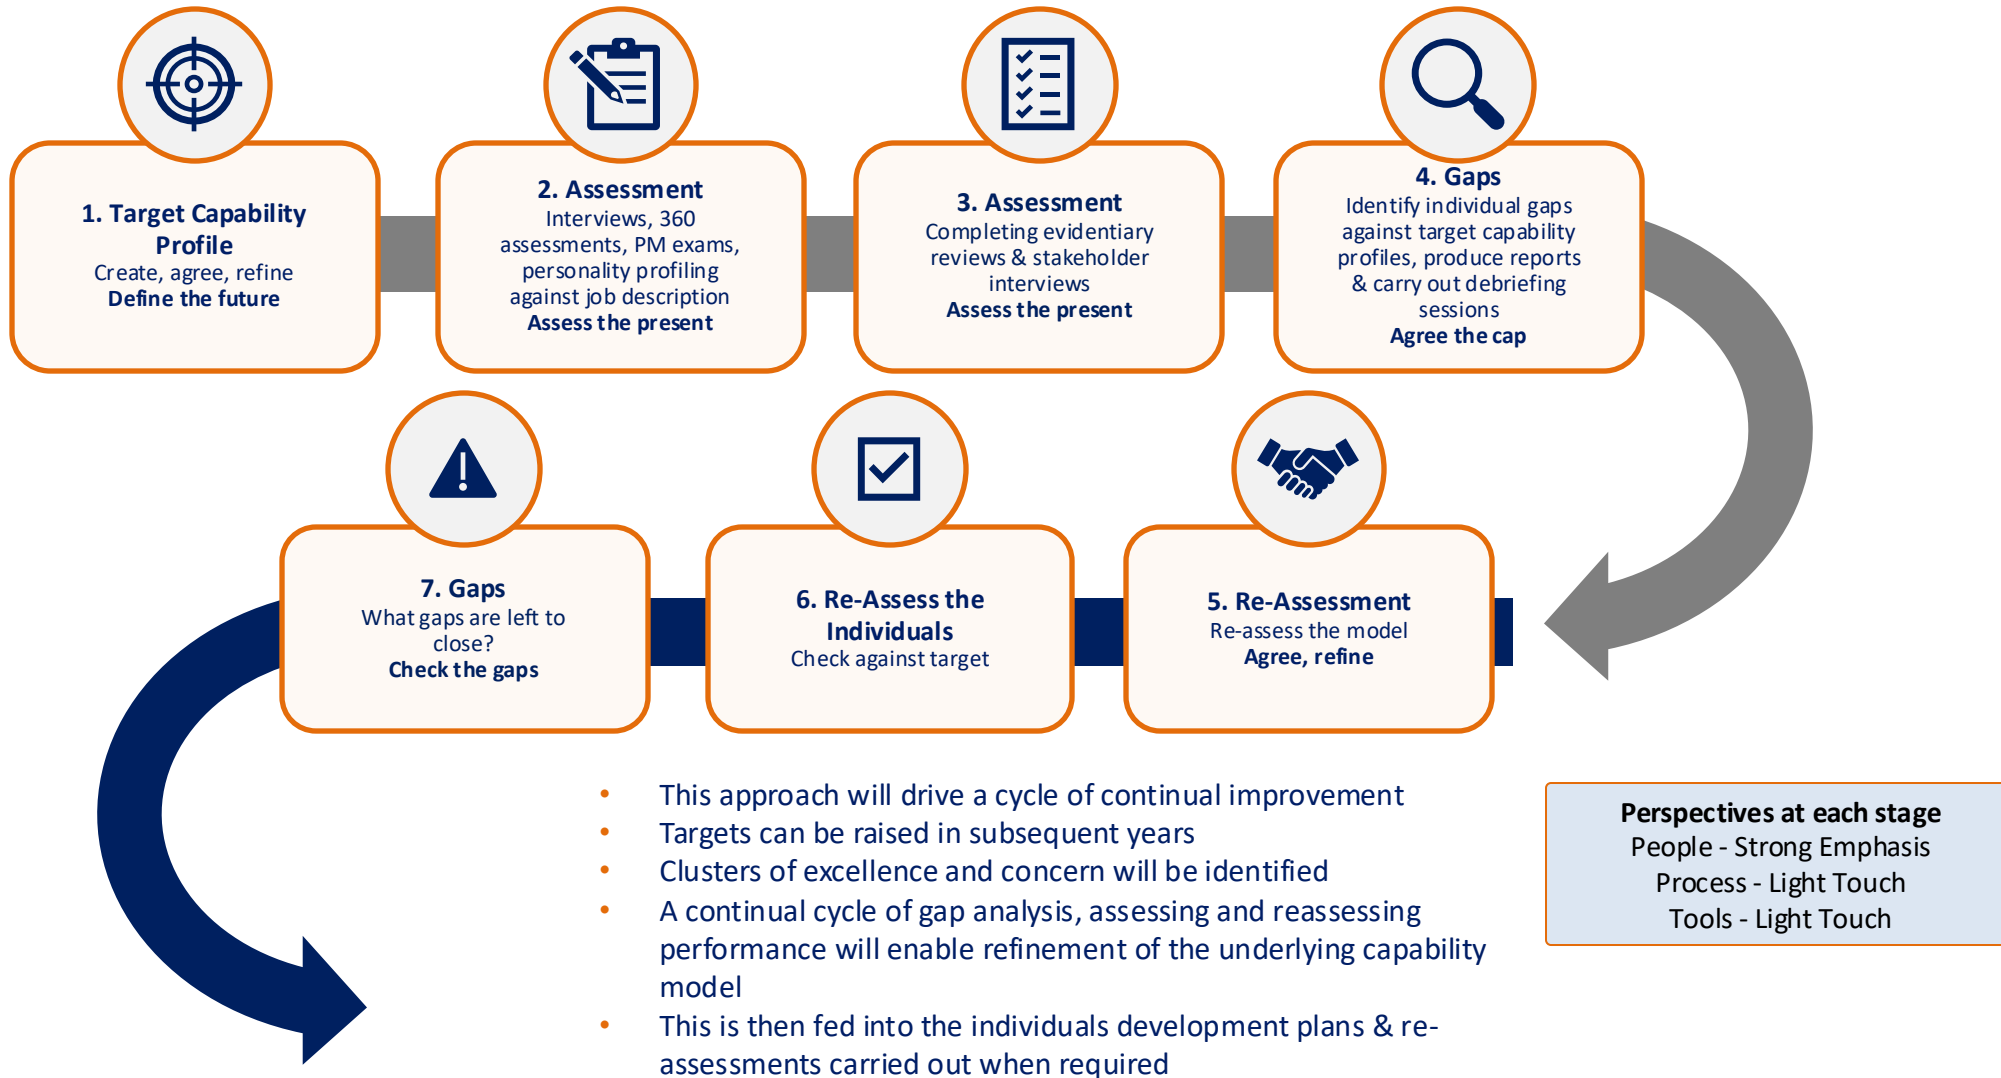 1. Target Capability
Profile
Create, agree, refine
Define the future
2. Assessment
Interviews, 360
assessments, PM exams,
personality profiling
against job description
Assess the present
3. Assessment
Completing evidentiary
reviews & stakeholder
interviews
Assess the present
4. Gaps
Identify individual gaps
against target capability
profiles, produce reports
& carry out debriefing
sessions
Agree the cap
5. Re-Assessment
Re-assess the model
Agree, refine
6. Re-Assess the
Individuals
Check against target
7. Gaps
What gaps are left to
close?
Check the gaps
• This approach will drive a cycle of continual improvement
• Targets can be raised in subsequent years
• Clusters of excellence and concern will be identified
• A continual cycle of gap analysis, assessing and reassessing
performance will enable refinement of the underlying capability
model
• This is then fed into the individuals development plans & re-
assessments carried out when required
Perspectives at each stage
People - Strong Emphasis
Process - Light Touch
Tools - Light Touch